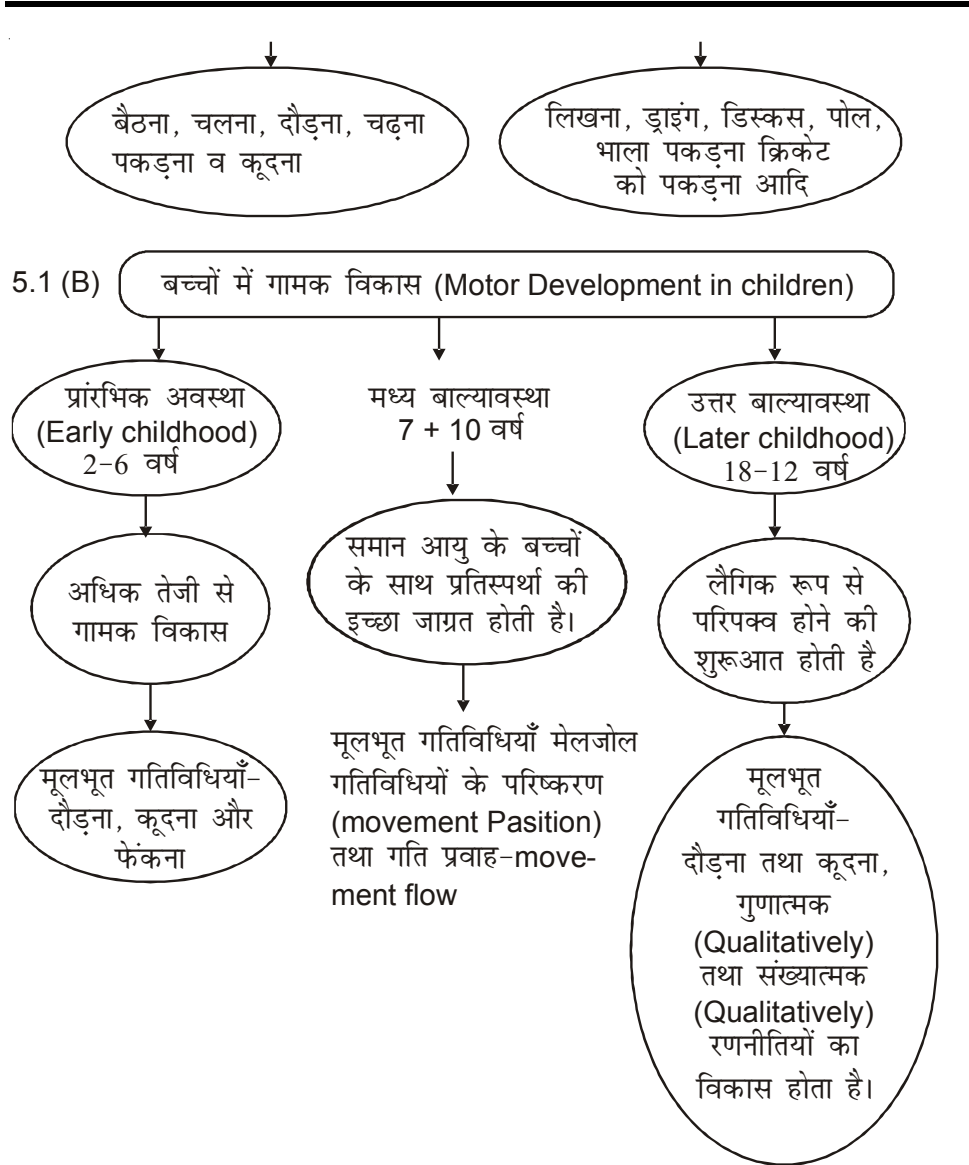 बैठना, चलना, दौड़ना, चढ़ना
पकड़ना व कूदना
लिखना, ड्राइंग, डिस्कस, पोल,
भाला पकड़ना क्रिकेट
को पकड़ना आदि
5.1 (B)
बच्चों में गामक विकास (Motor Development in children)
प्रांरभिक अवस्था
(Early childhood)
2-6 वर्ष
अधिक तेजी से
गामक विकास
मूलभूत गतिविधियाँ-
दौड़ना, कूदना और
फेंकना
मध्य बाल्यावस्था
7 + 10 वर्ष
समान आयु के बच्चों
के साथ प्रतिस्पर्था की
इच्छा जाग्रत होती है।
मूलभूत गतिविधियाँ मेलजोल
गतिविधियों के परिष्करण
(movement Pasition)
तथा गति प्रवाह-move-
ment flow
उत्तर बाल्यावस्था
(Later childhood)
18-12 वर्ष
लैगिक रूप से
परिपक्व होने की
शुरूआत होती है
मूलभूत
गतिविधियाँ-
दौड़ना तथा कूदना,
गुणात्मक
(Qualitatively)
तथा संख्यात्मक
(Qualitatively)
रणनीतियों का
विकास होता है।